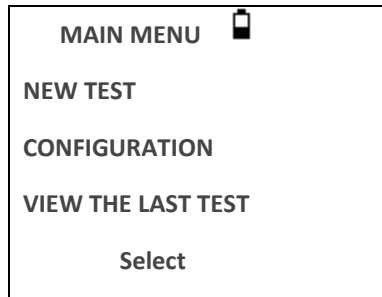 MAIN MENU
NEW TEST
CONFIGURATION
VIEW THE LAST TEST
Select